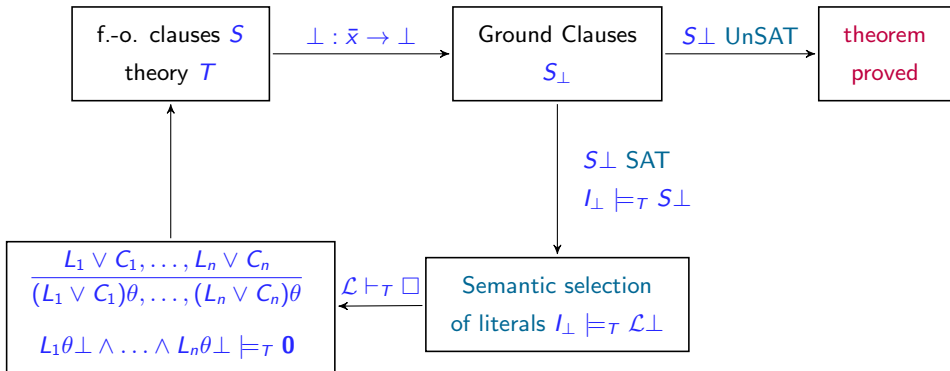 f.-o. clauses S
theory T
⊥ : x̄ → ⊥
Ground Clauses
S⊥
S⊥ UnSAT
theorem
proved
S⊥ SAT
I⊥ ⊨T S⊥
Semantic selection
of literals I⊥ ⊨T ℒ⊥
ℒ ⊢T □
L1 ∨ C1, . . . , Ln ∨ Cn
(L1 ∨ C1)θ, . . . , (Ln ∨ Cn)θ
L1θ⊥ ∧ . . . ∧ Lnθ⊥ ⊨T 0